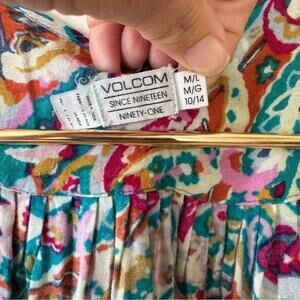 VOLCOM
SINCE NINETEEN
NINETY-ONE
M/L
M/G
10/14